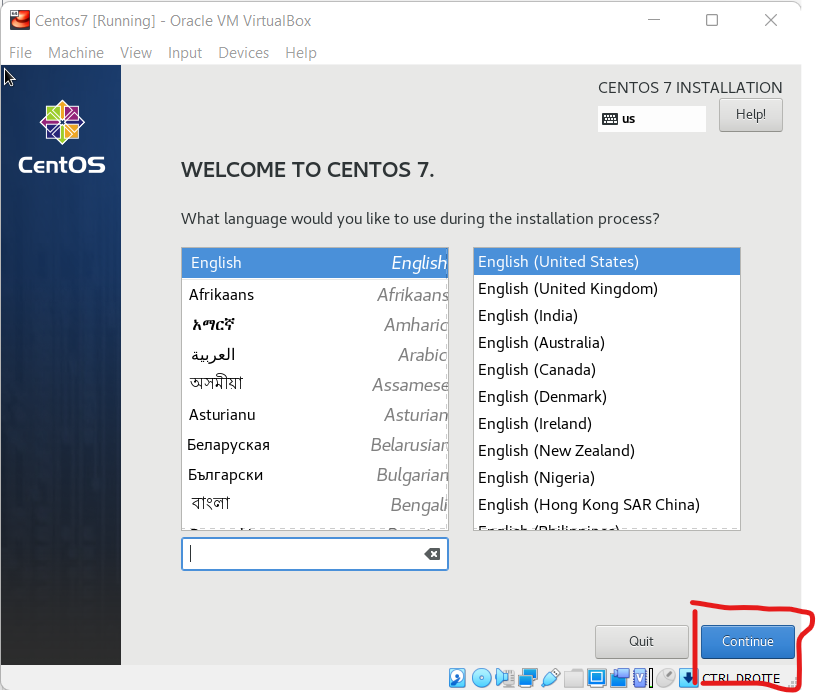 Centos7 [Running] - Oracle VM VirtualBox
File Machine View Input Devices Help
CentOS
CENTOS 7 INSTALLATION
us
Help!
WELCOME TO CENTOS 7.
What language would you like to use during the installation process?
English English
Afrikaans Afrikaans
አማርኛ Amharic
العربية Arabic
অসমীয়া Assamese
Asturianu Asturian
Беларуская Belarusian
Български Bulgarian
বাংলা Bengali
English (United States)
English (United Kingdom)
English (India)
English (Australia)
English (Canada)
English (Denmark)
English (Ireland)
English (New Zealand)
English (Nigeria)
English (Hong Kong SAR China)
English (Philippines)
Quit Continue
CTRL DROITE